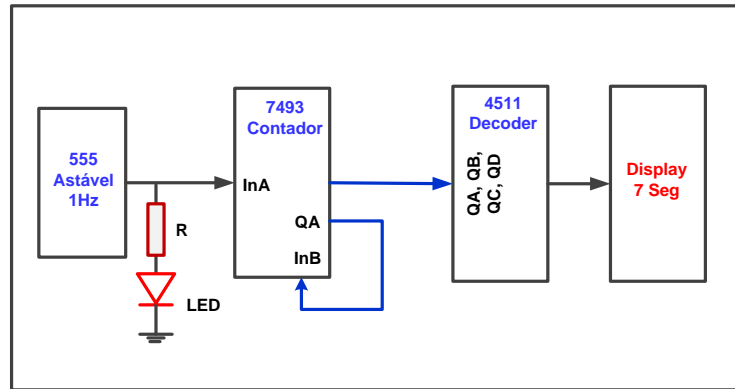 555
Astável
1Hz
R
LED
7493
Contador
InA
QA
InB
4511
Decoder
QA, QB,
QC, QD
Display
7 Seg